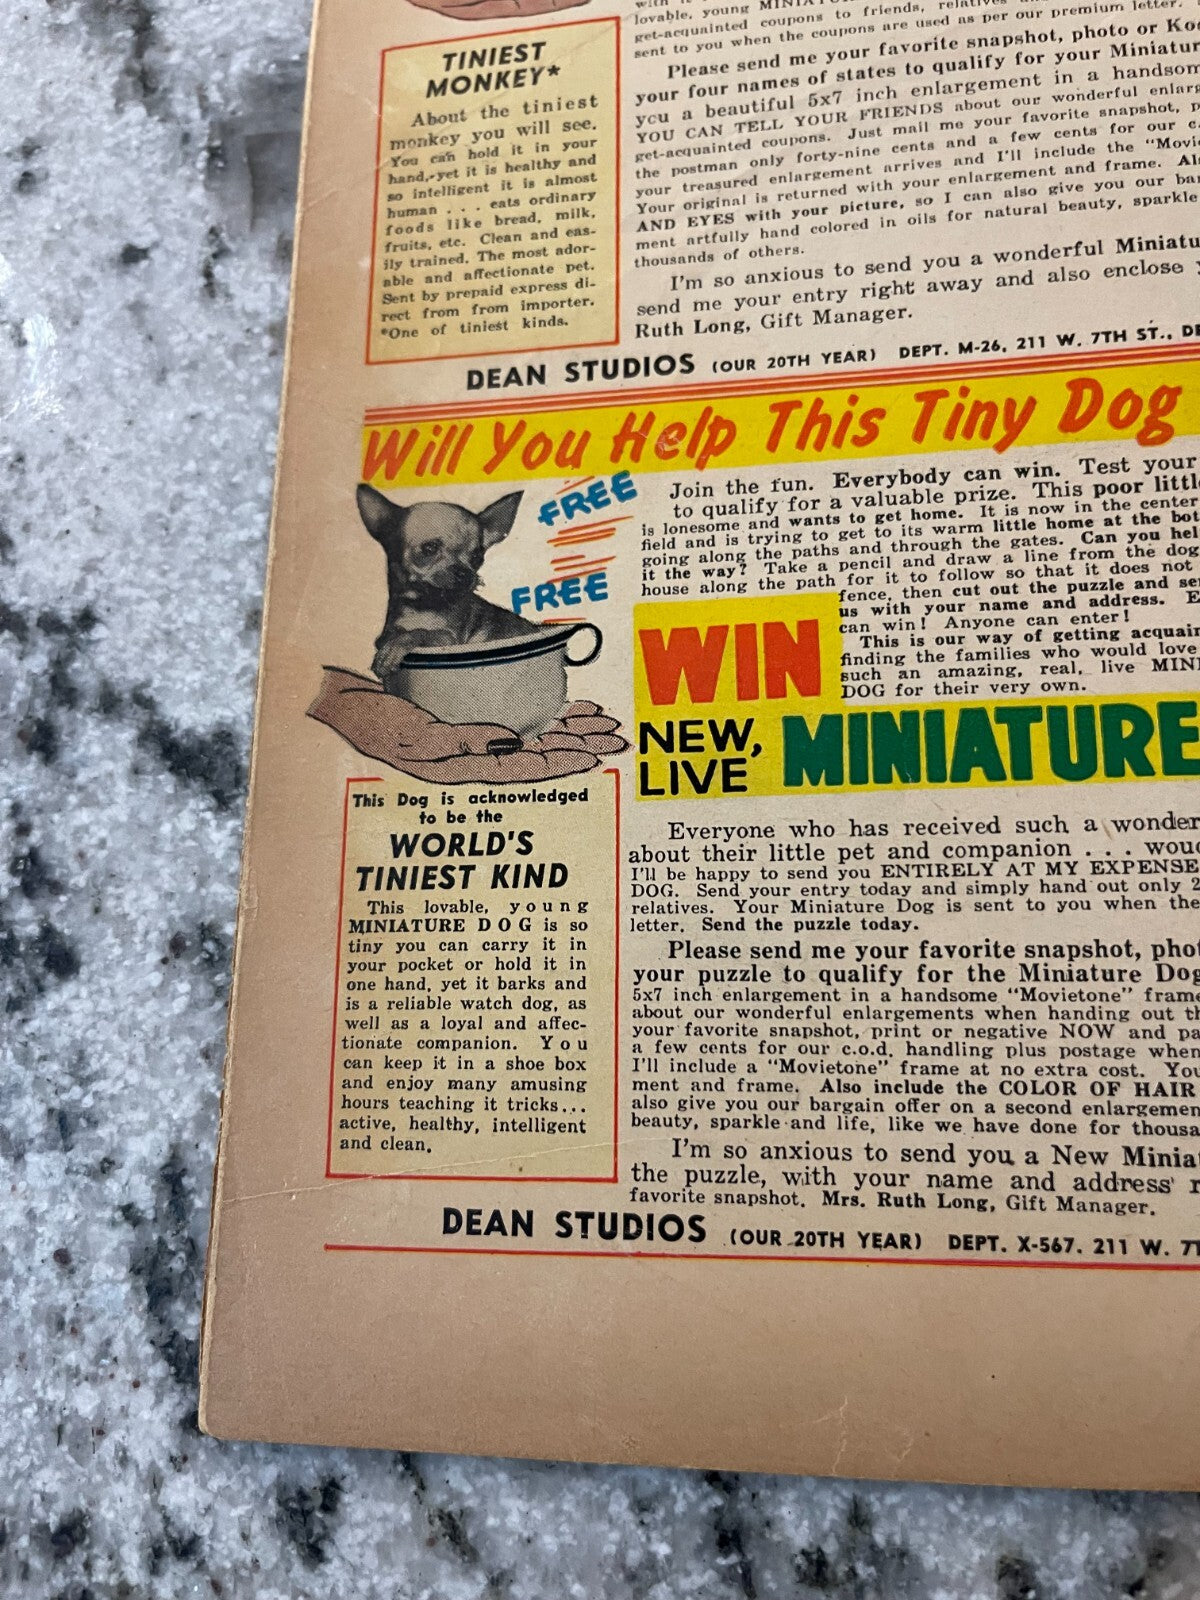 TINIEST
MONKEY*
About the tiniest
monkey you will see.
You can hold it in your
hand, yet it is healthy and
so intelligent it is almost
human . . . eats ordinary
foods like bread, milk,
fruits, etc. Clean and eas-
ily trained. The most ador-
able and affectionate pet.
Sent by prepaid express di-
rect from from importer.
*One of tiniest kinds.
lovable, young
get-acquainted coupons to friends, relatives
sent to you when the coupons are used as per our premium letter.
Please send me your favorite snapshot, photo or
your four names of states to qualify for your
you a beautiful 5x7 inch enlargement in a
YOU CAN TELL YOUR FRIENDS about our wonderful
get-acquainted coupons. Just mail me your favorite snapshot,
the postman only forty-nine cents and a few cents for our
your treasured enlargement arrives and I'll include the
Your original is returned with your enlargement and frame.
AND EYES with your picture, so I can also give you our
ment artfully hand colored in oils for natural beauty, sparkle
thousands of others.
I'm so anxious to send you a wonderful
send me your entry right away and also enclose
Ruth Long, Gift Manager.
DEAN STUDIOS (OUR 20TH YEAR) DEPT. M-26, 211 W. 7TH ST.,
Will You Help This Tiny Dog
FREE
FREE
Join the fun. Everybody can win. Test your
to qualify for a valuable prize. This poor
is lonesome and wants to get home. It is now in the center
field and is trying to get to its warm little home at the
going along the paths and through the gates. Can you
it the way? Take a pencil and draw a line from the dog
house along the path for it to follow so that it does not
fence, then cut out the puzzle and
us with your name and address.
can win! Anyone can enter!
This is our way of getting
finding the families who would love
such an amazing, real, live
DOG for their very own.
WIN
NEW,
LIVE
MINIATURE
This Dog is acknowledged
to be the
WORLD'S
TINIEST KIND
This lovable, young
MINIATURE DOG is so
tiny you can carry it in
your pocket or hold it in
one hand, yet it barks and
is a reliable watch dog, as
well as a loyal and affec-
tionate companion. You
can keep it in a shoe box
and enjoy many amusing
hours teaching it tricks...
active, healthy, intelligent
and clean.
Everyone who has received such a
about their little pet and companion . . .
I'll be happy to send you ENTIRELY AT MY EXPENSE
DOG. Send your entry today and simply hand out only
relatives. Your Miniature Dog is sent to you when the
letter. Send the puzzle today.
Please send me your favorite snapshot,
your puzzle to qualify for the Miniature Dog
5x7 inch enlargement in a handsome "Movietone"
about our wonderful enlargements when handing out
your favorite snapshot, print or negative NOW and
a few cents for our c.o.d. handling plus postage when
I'll include a "Movietone" frame at no extra cost.
ment and frame. Also include the COLOR OF HAIR
also give you our bargain offer on a second
beauty, sparkle and life, like we have done for
I'm so anxious to send you a New
the puzzle, with your name and address
favorite snapshot. Mrs. Ruth Long, Gift Manager.
DEAN STUDIOS (OUR 20TH YEAR) DEPT. X-567. 211 W.